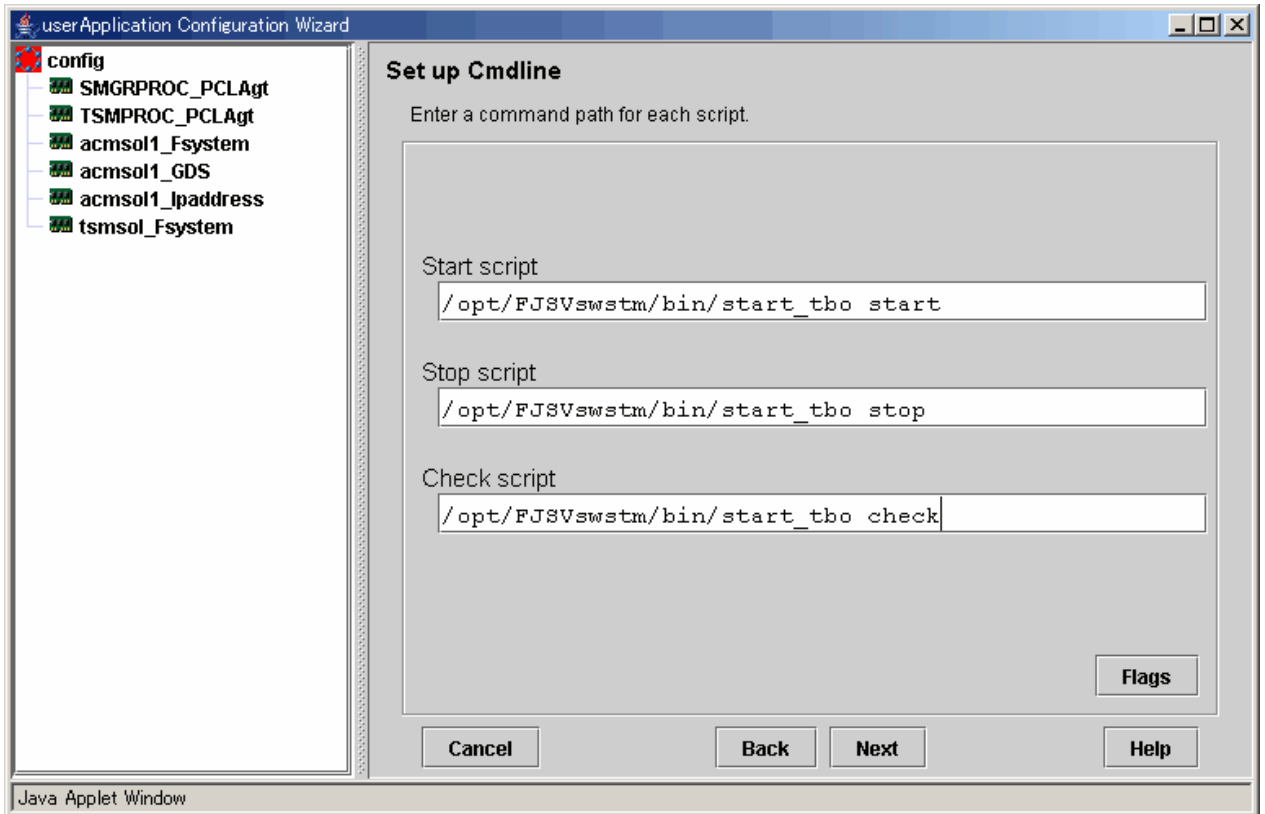 userApplication Configuration Wizard
config
SMGRPROC_PCLAgt
TSMPROC_PCLAgt
acmsol1_Fsystem
acmsol1_GDS
acmsol1_Ipaddress
tsmsol_Fsystem
Set up Cmdline
Enter a command path for each script.
Start script
/opt/FJSVswstm/bin/start_tbo start
Stop script
/opt/FJSVswstm/bin/start_tbo stop
Check script
/opt/FJSVswstm/bin/start_tbo check
Flags
Cancel
Back
Next
Help
Java Applet Window